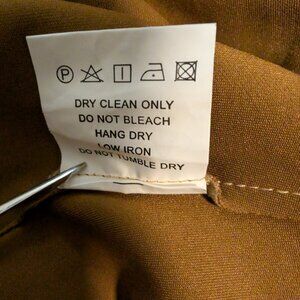 P
DRY CLEAN ONLY
DO NOT BLEACH
HANG DRY
LOW IRON
DO NOT TUMBLE DRY